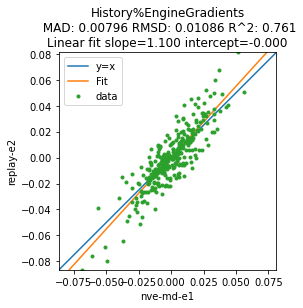 History%EngineGradients
MAD: 0.00796 RMSD: 0.01086 R^2: 0.761
Linear fit slope=1.100 intercept=-0.000
0.08
y=x
Fit
data
0.06
0.04
0.02
0.00
−0.02
−0.04
−0.06
−0.08
replay-e2
−0.075 −0.050 −0.025 0.000 0.025 0.050 0.075
nve-md-e1